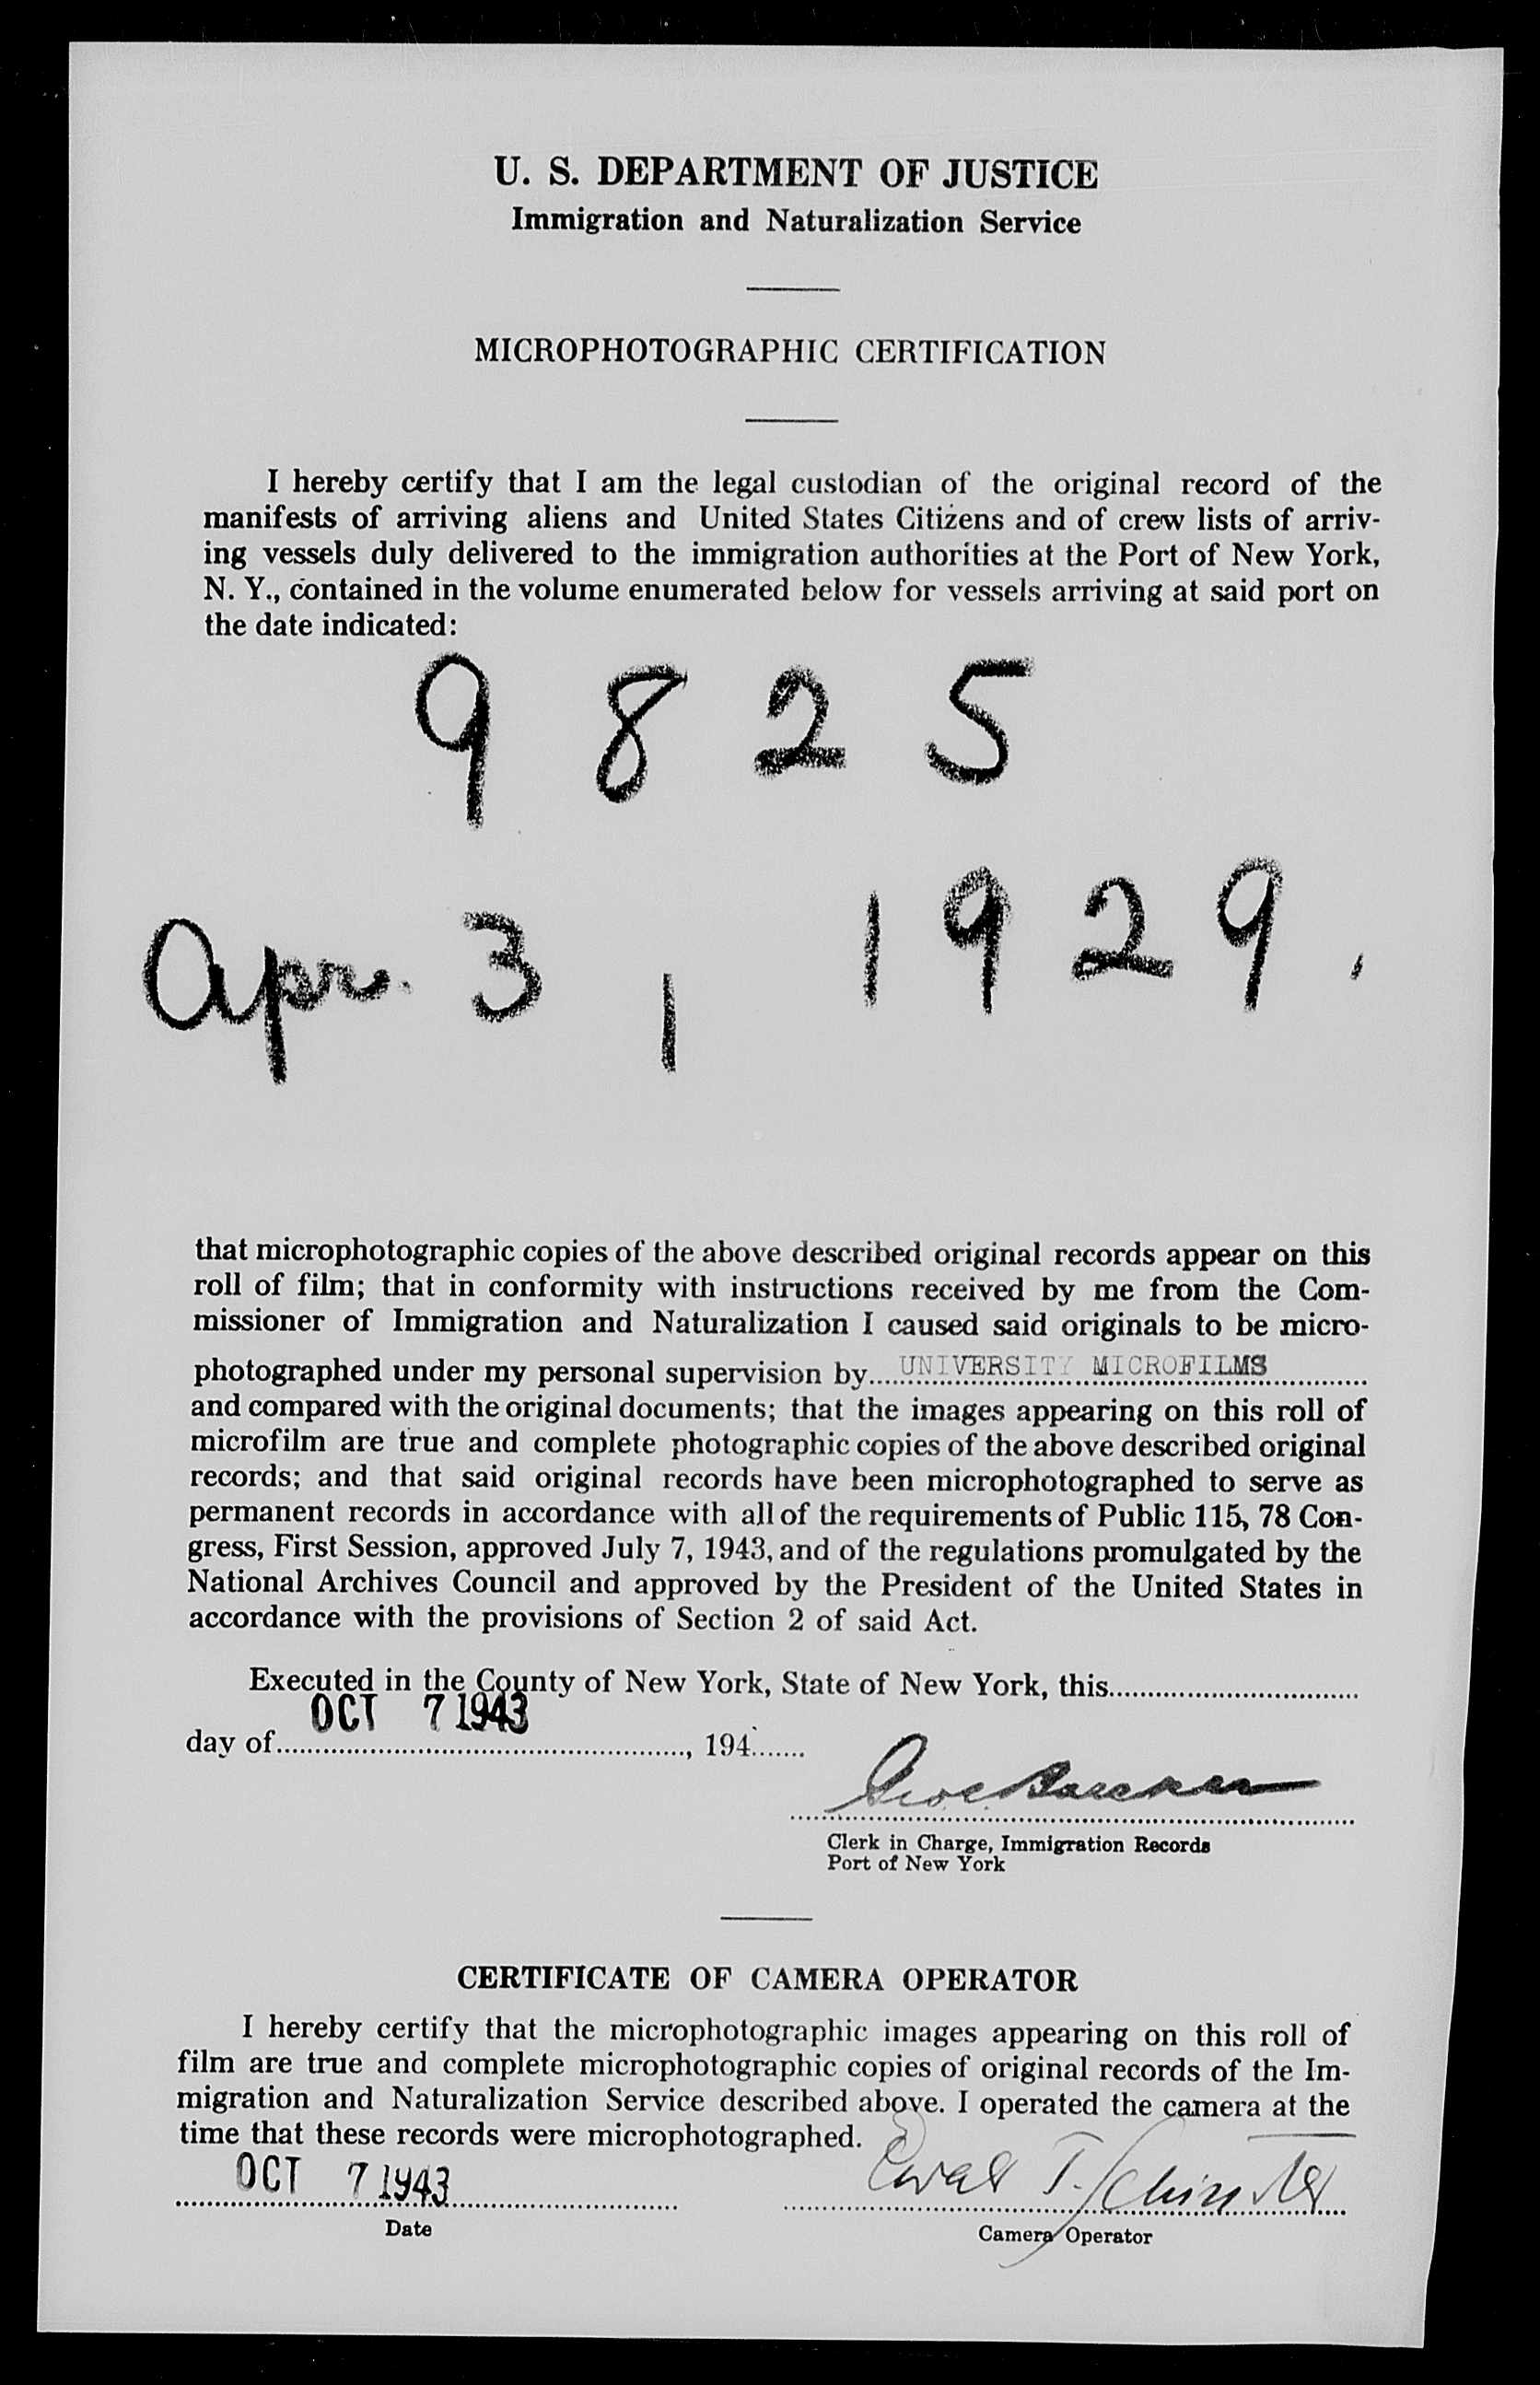 U. S. DEPARTMENT OF JUSTICE
Immigration and Naturalization Service
MICROPHOTOGRAPHIC CERTIFICATION
I hereby certify that I am the legal custodian of the original record of the
manifests of arriving aliens and United States Citizens and of crew lists of arriv-
ing vessels duly delivered to the immigration authorities at the Port of New York,
N. Y., contained in the volume enumerated below for vessels arriving at said port on
the date indicated:
9825
Apr. 3, 1929.
that microphotographic copies of the above described original records appear on this
roll of film; that in conformity with instructions received by me from the Com-
missioner of Immigration and Naturalization I caused said originals to be micro-
photographed under my personal supervision by UNIVERSITY MICROFILMS
and compared with the original documents; that the images appearing on this roll of
microfilm are true and complete photographic copies of the above described original
records; and that said original records have been microphotographed to serve as
permanent records in accordance with all of the requirements of Public 115, 78 Con-
gress, First Session, approved July 7, 1943, and of the regulations promulgated by the
National Archives Council and approved by the President of the United States in
accordance with the provisions of Section 2 of said Act.
Executed in the County of New York, State of New York, this
OCT 7 1943
day of, 194
Clerk in Charge, Immigration Records
Port of New York
CERTIFICATE OF CAMERA OPERATOR
I hereby certify that the microphotographic images appearing on this roll of
film are true and complete microphotographic copies of original records of the Im-
migration and Naturalization Service described above. I operated the camera at the
time that these records were microphotographed.
OCT 7 1943
Date
Camera Operator